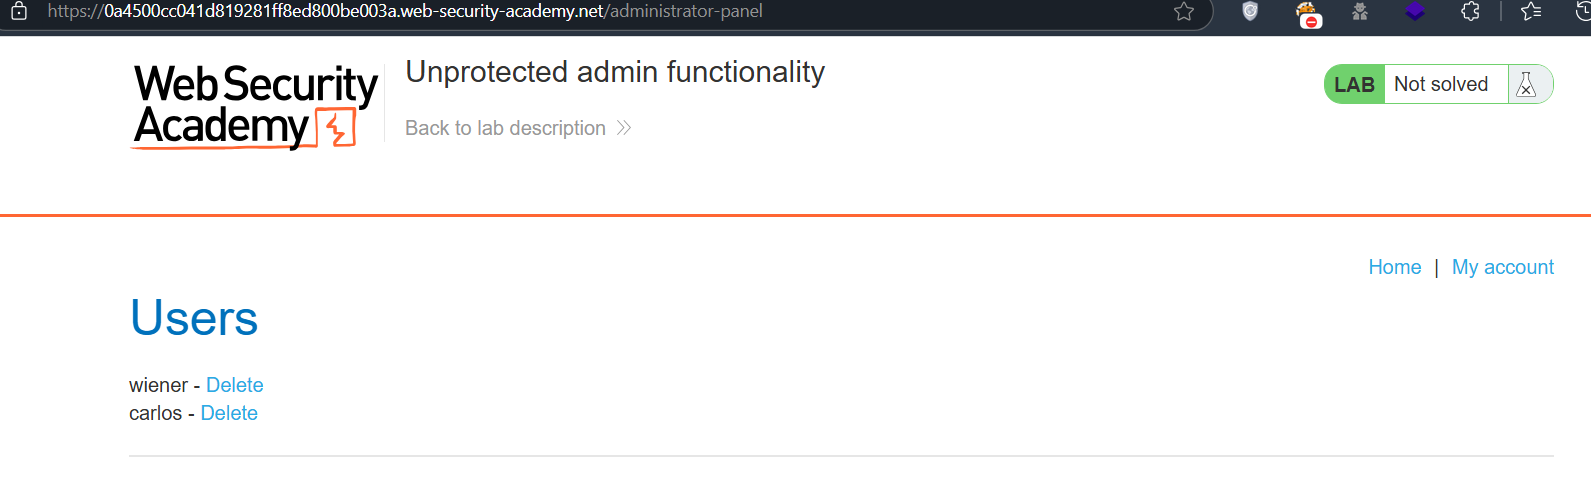 https://0a4500cc041d819281ff8ed800be003a.web-security-academy.net/administrator-panel
Web Security
Academy
Unprotected admin functionality
Back to lab description
LAB Not solved
Home | My account
Users
wiener - Delete
carlos - Delete